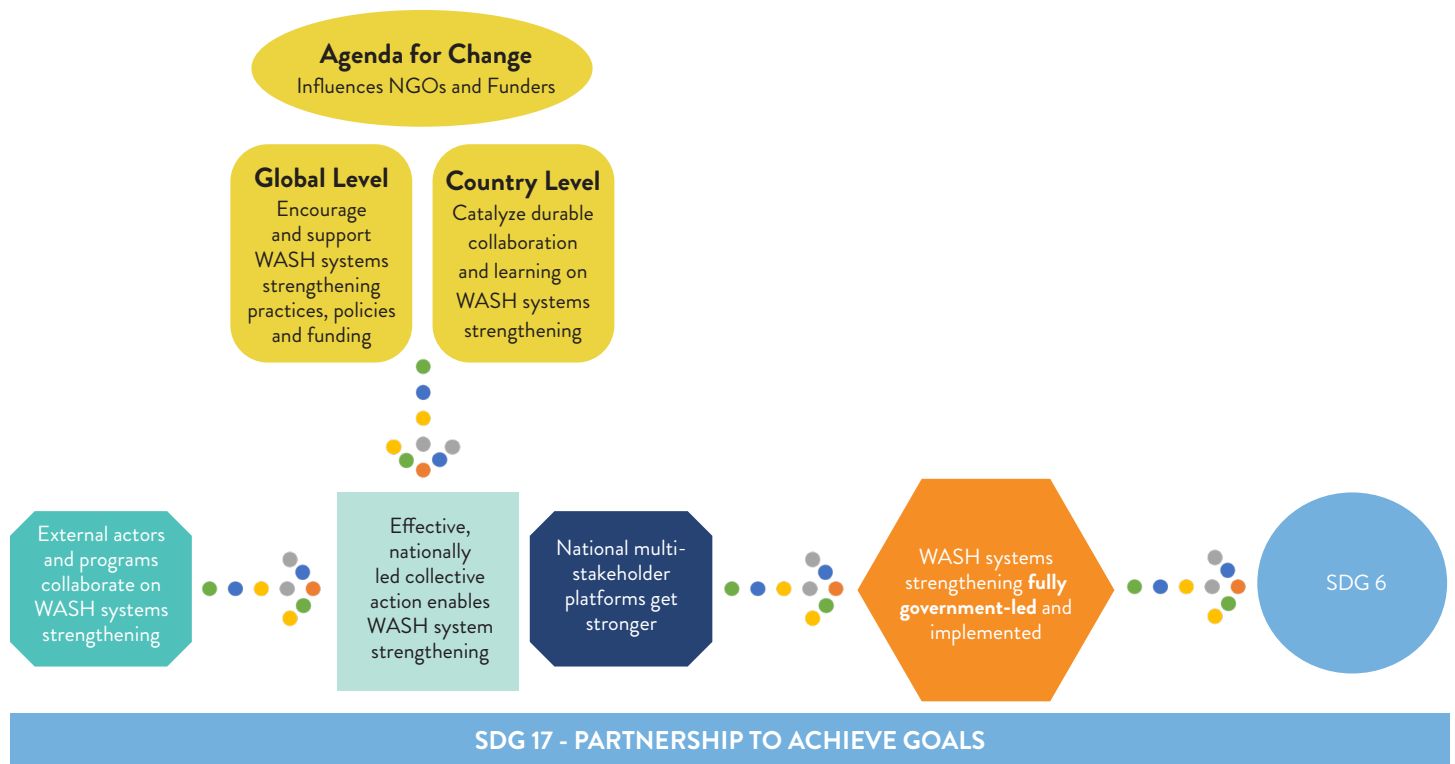 Agenda for Change
Influences NGOs and Funders
Global Level
Encourage
and support
WASH systems
strengthening
practices, policies
and funding
Country Level
Catalyze durable
collaboration
and learning on
WASH systems
strengthening
External actors
and programs
collaborate on
WASH systems
strengthening
Effective,
nationally
led collective
action enables
WASH system
strengthening
National multi-
stakeholder
platforms get
stronger
WASH systems
strengthening fully
government-led and
implemented
SDG 6
SDG 17 - PARTNERSHIP TO ACHIEVE GOALS